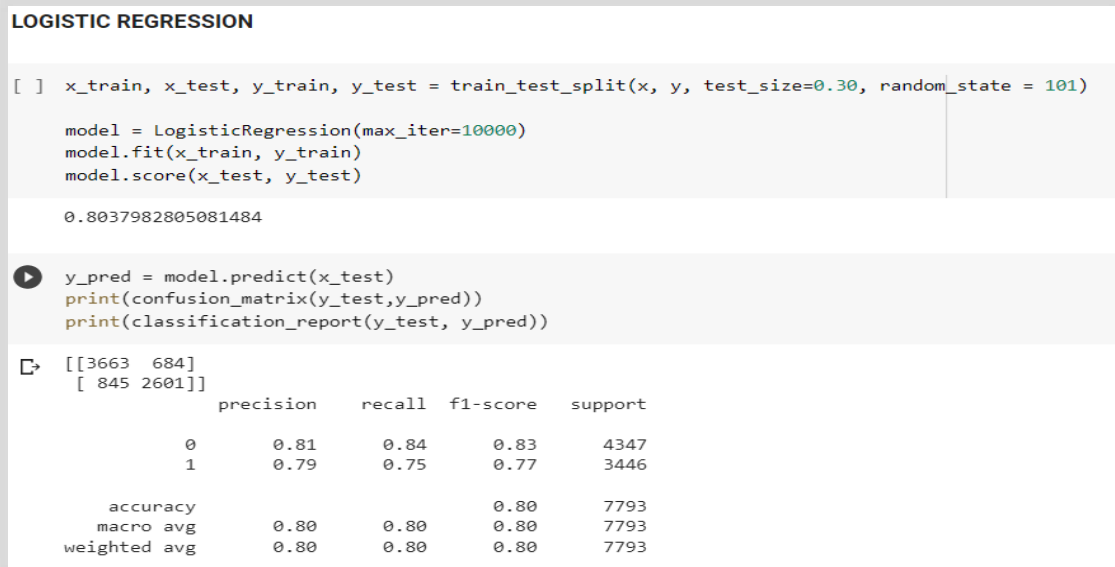 LOGISTIC REGRESSION
[ ] x_train, x_test, y_train, y_test = train_test_split(x, y, test_size=0.30, random_state = 101)
model = LogisticRegression(max_iter=10000)
model.fit(x_train, y_train)
model.score(x_test, y_test)
0.8037982805081484
y_pred = model.predict(x_test)
print(confusion_matrix(y_test,y_pred))
print(classification_report(y_test, y_pred))
[[3663 684]
[ 845 2601]]
precision recall f1-score support
0 0.81 0.84 0.83 4347
1 0.79 0.75 0.77 3446
accuracy 0.80 7793
macro avg 0.80 0.80 0.80 7793
weighted avg 0.80 0.80 0.80 7793